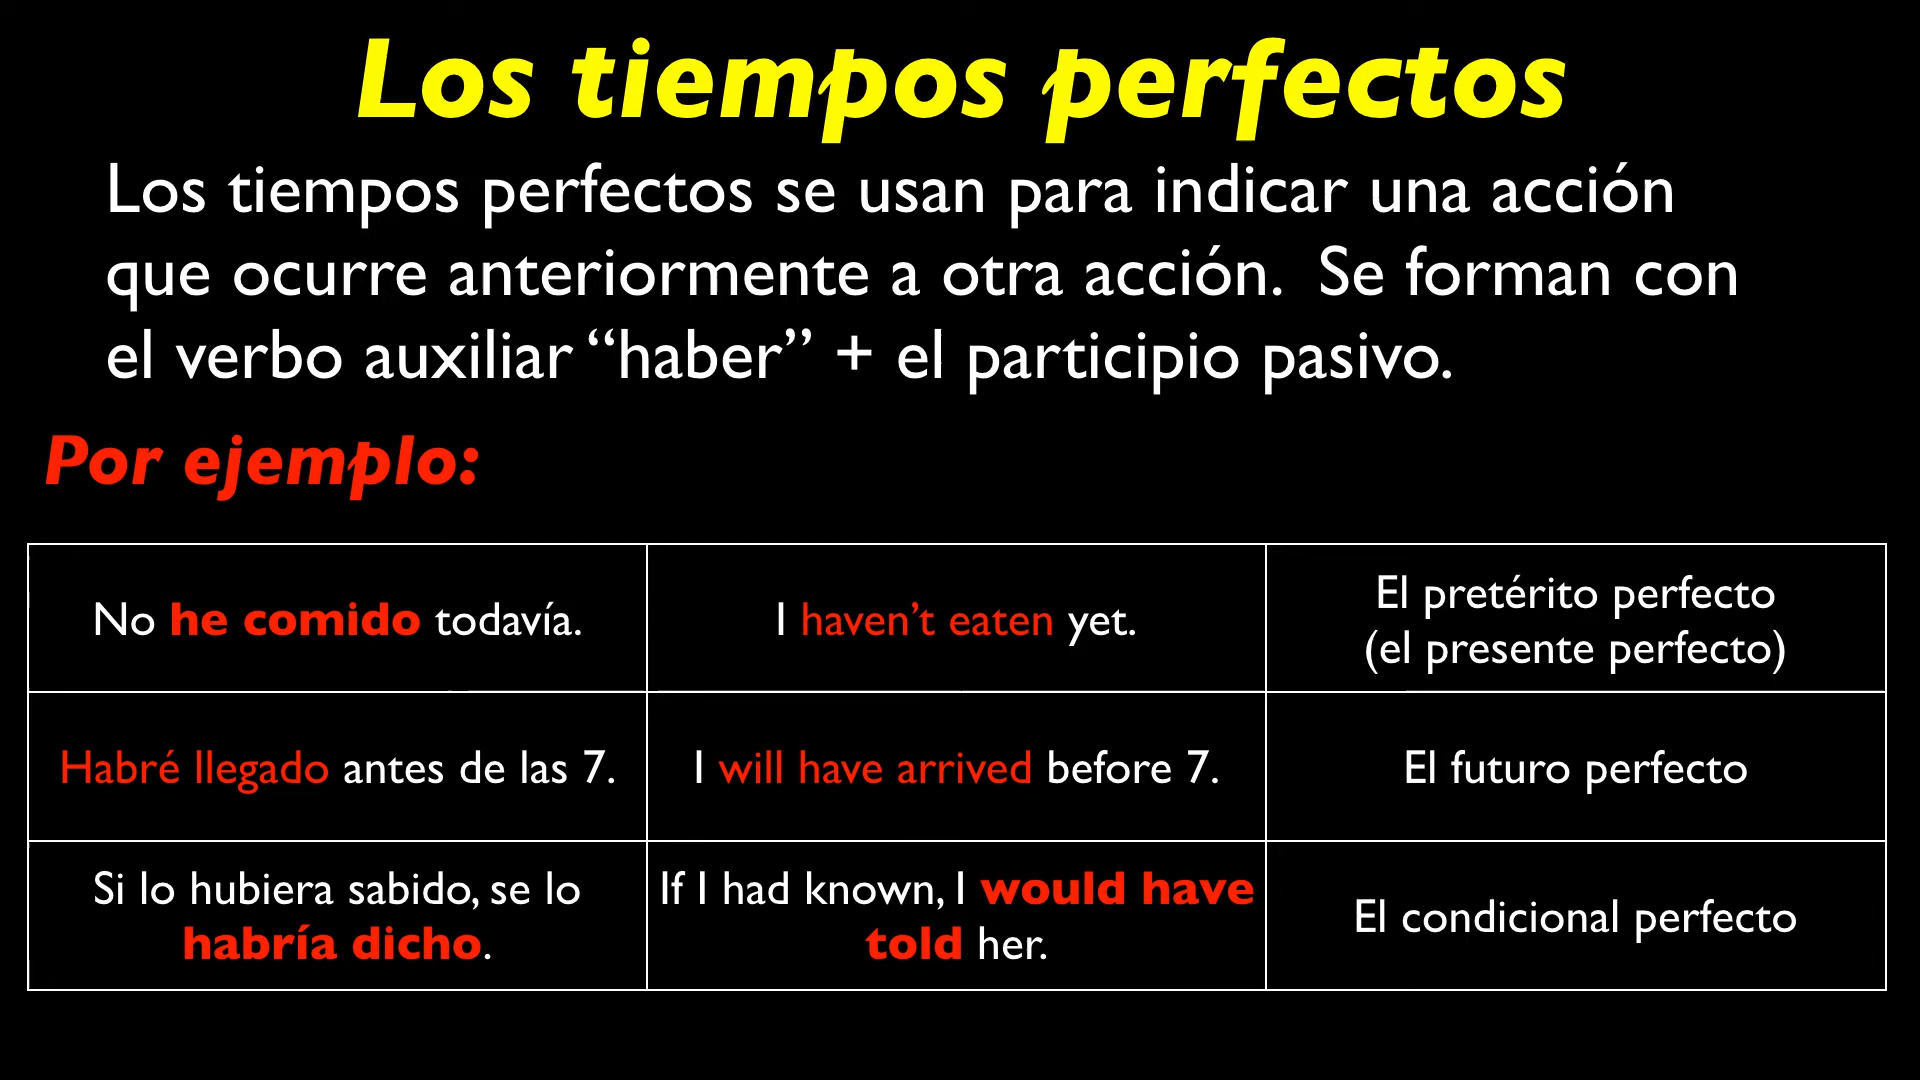 Los tiempos perfectos
Los tiempos perfectos se usan para indicar una acción
que ocurre anteriormente a otra acción.  Se forman con
el verbo auxiliar “haber” + el participio pasivo.
Por ejemplo:
No he comido todavía.
I haven’t eaten yet.
El pretérito perfecto
(el presente perfecto)
Habré llegado antes de las 7.
I will have arrived before 7.
El futuro perfecto
Si lo hubiera sabido, se lo
habría dicho.
If I had known, I would have
told her.
El condicional perfecto